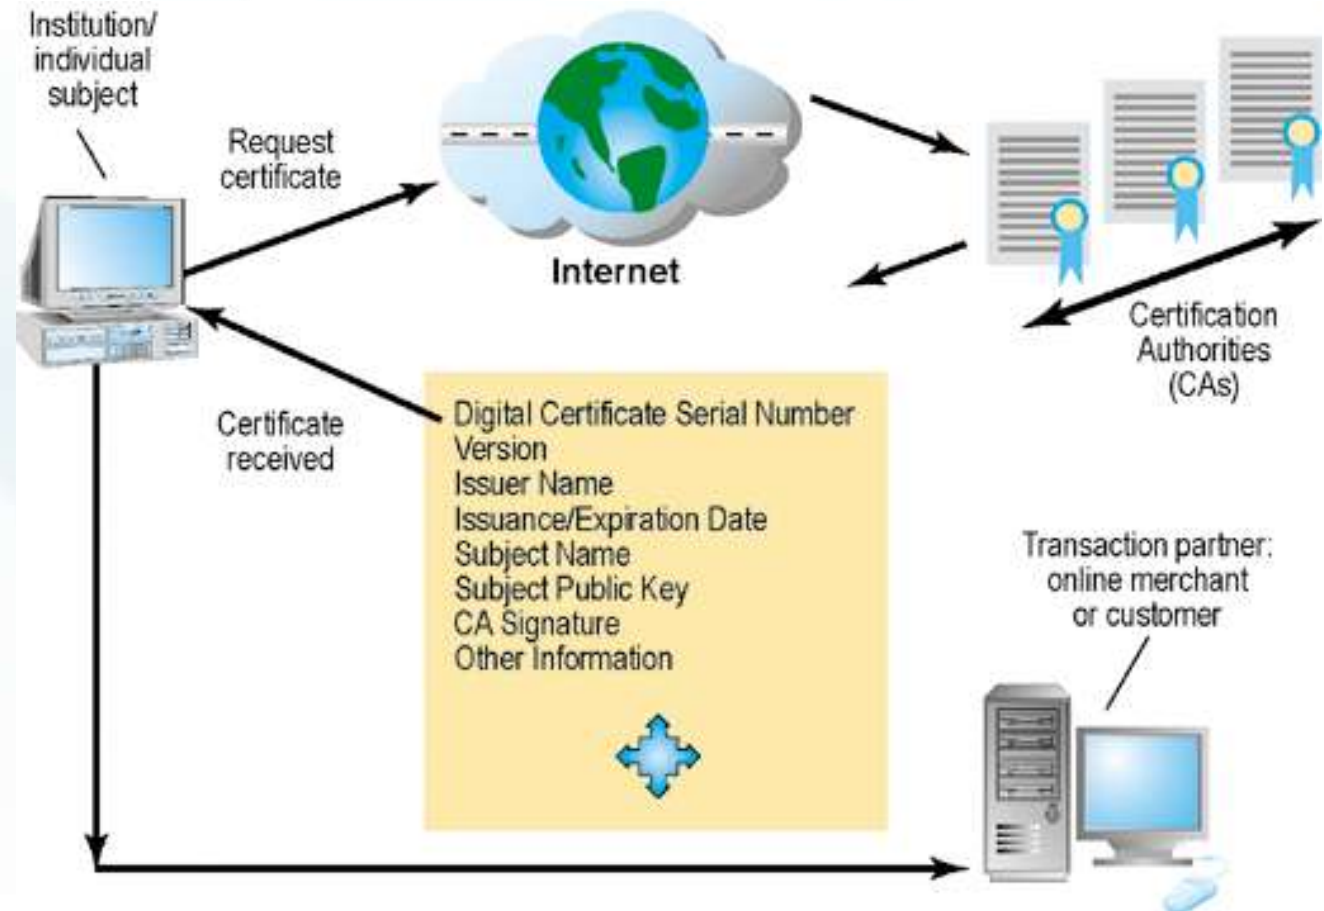 Institution/
individual
subject
Request
certificate
Internet
Certification
Authorities
(CAs)
Certificate
received
Digital Certificate Serial Number
Version
Issuer Name
Issuance/Expiration Date
Subject Name
Subject Public Key
CA Signature
Other Information
Transaction partner:
online merchant
or customer